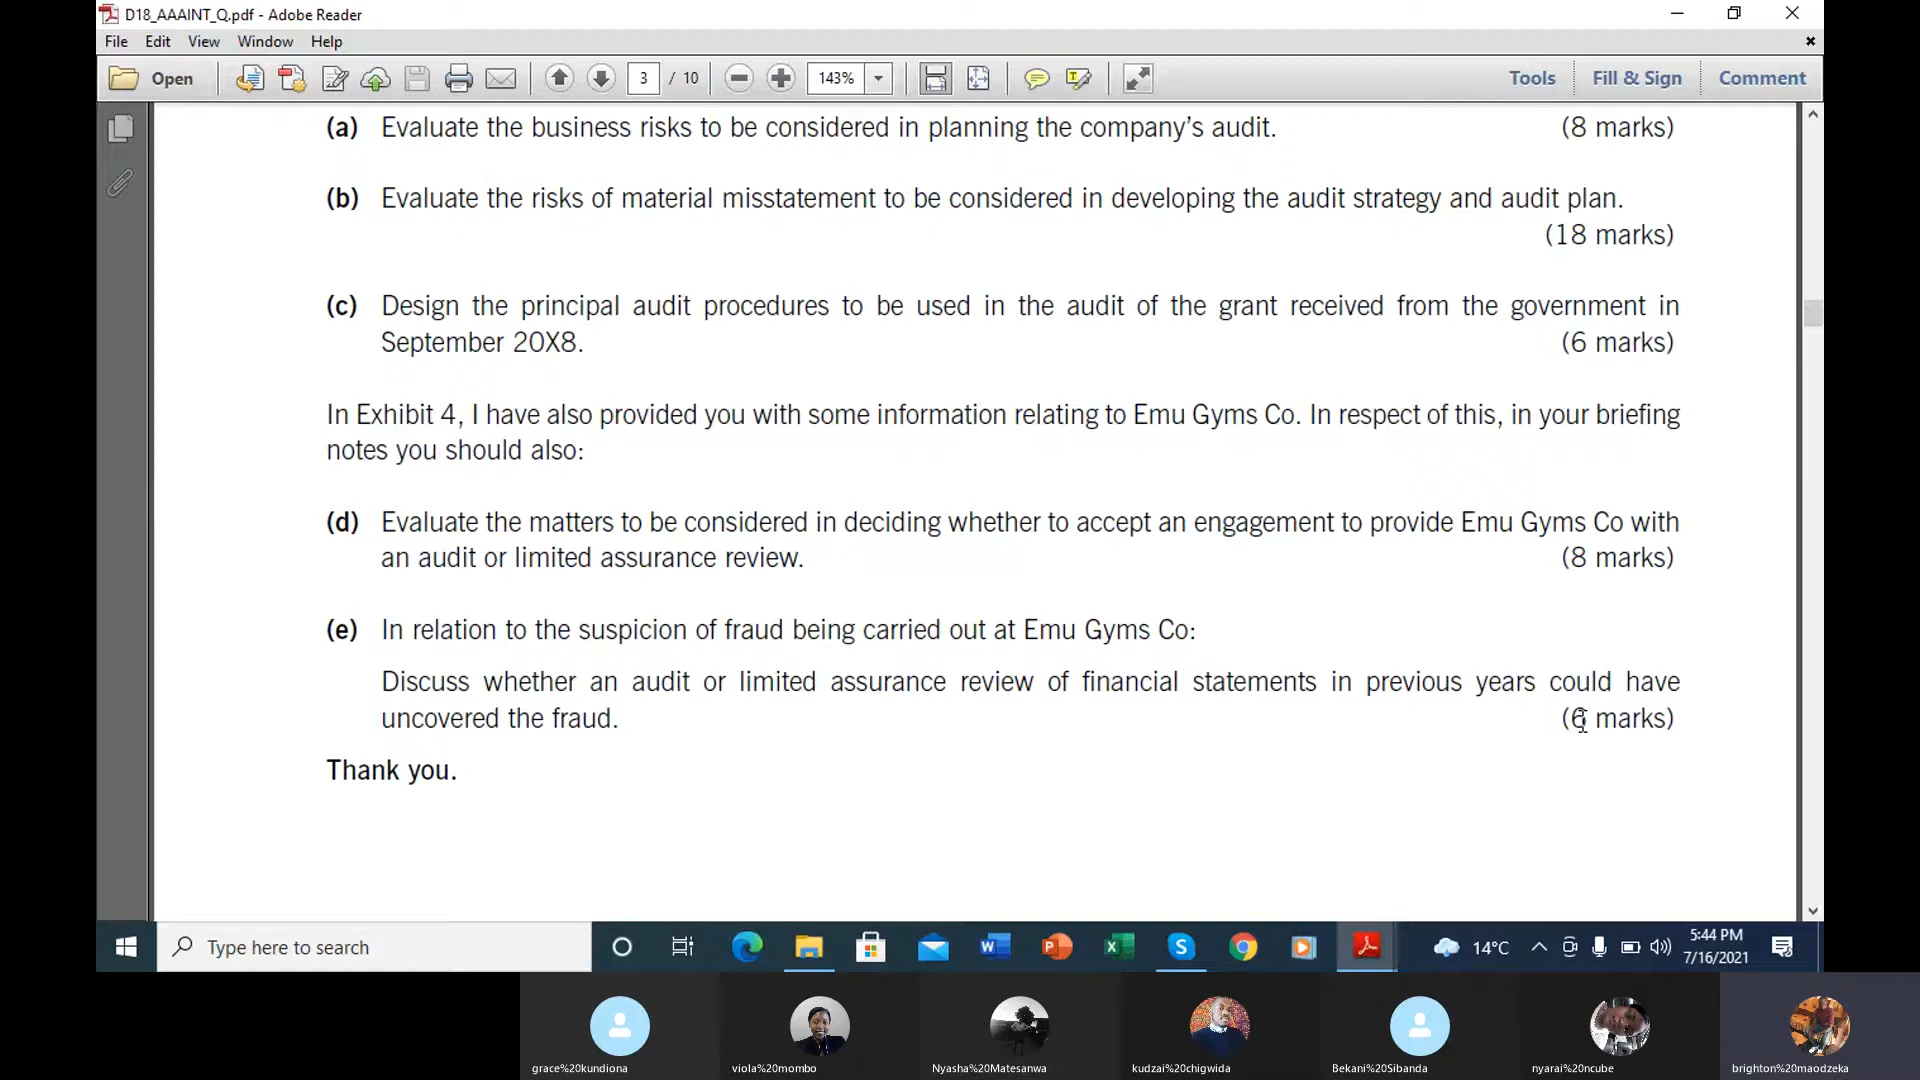 D18_AAAINT_Q.pdf - Adobe Reader
File Edit View Window Help
Open 3 / 10 143% Tools Fill & Sign Comment
(a) Evaluate the business risks to be considered in planning the company’s audit. (8 marks)
(b) Evaluate the risks of material misstatement to be considered in developing the audit strategy and audit plan.
(18 marks)
(c) Design the principal audit procedures to be used in the audit of the grant received from the government in
September 20X8. (6 marks)
In Exhibit 4, I have also provided you with some information relating to Emu Gyms Co. In respect of this, in your briefing
notes you should also:
(d) Evaluate the matters to be considered in deciding whether to accept an engagement to provide Emu Gyms Co with
an audit or limited assurance review. (8 marks)
(e) In relation to the suspicion of fraud being carried out at Emu Gyms Co:
Discuss whether an audit or limited assurance review of financial statements in previous years could have
uncovered the fraud. (6 marks)
Thank you.
Type here to search 14°C 5:44 PM
7/16/2021
grace%20kundiona viola%20mombo Nyasha%20Matesanwa kudzai%20chigwida Bekani%20Sibanda nyarai%20ncube brighton%20maodzeka